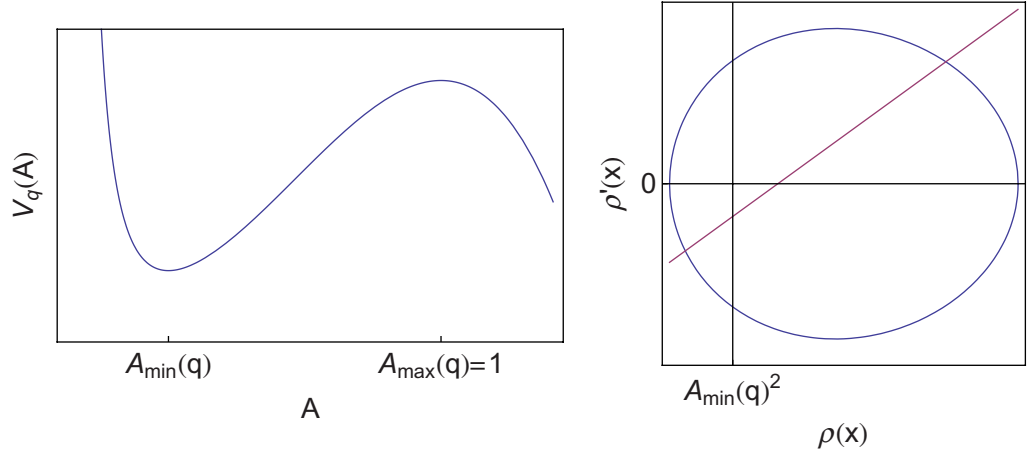 V_q(A)
A_min(q)
A_max(q)=1
A
ρ'(x)
0
A_min(q)^2
ρ(x)